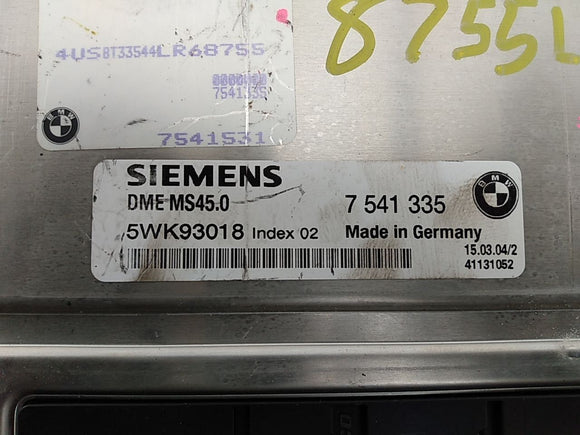 8755L
4US8T33544LR68755
7541335
BMW
7541531
SIEMENS
DME MS45.0
7 541 335
BMW
5WK93018 Index 02
Made in Germany
15.03.04/2
41131052